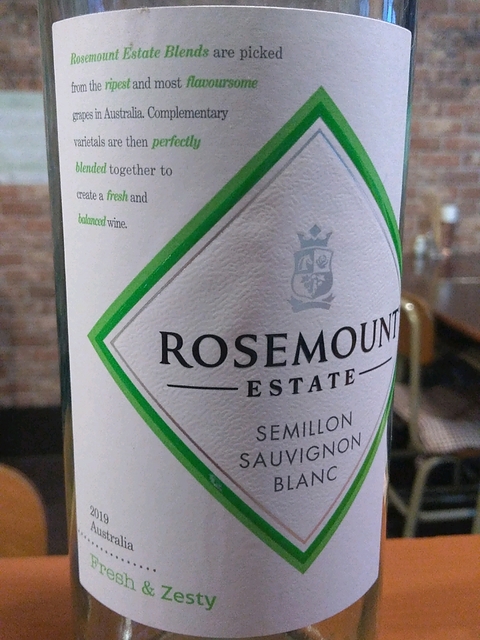 Rosemount Estate Blends are picked
from the ripest and most flavoursome
grapes in Australia. Complementary
varietals are then perfectly
blended together to
create a fresh and
balanced wine.
ROSEMOUNT
ESTATE
SEMILLON
SAUVIGNON
BLANC
2019
Australia
Fresh & Zesty